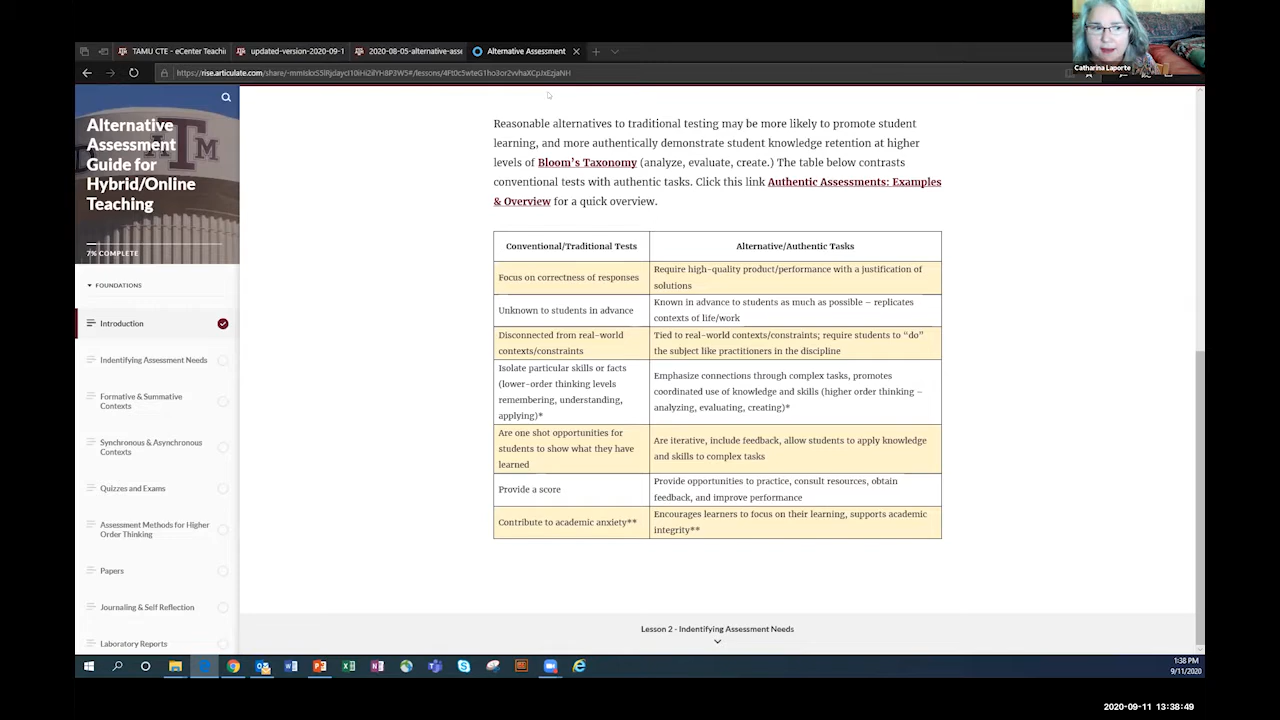 Catharina Laporte
TAMU CTE - eCenter Teachin
updated-version-2020-09-1
2020-08-05-alternative-asse
Alternative Assessment
Alternative
Assessment
Guide for
Hybrid/Online
Teaching
7% COMPLETE
FOUNDATIONS
Introduction
Indentifying Assessment Needs
Formative & Summative
Contexts
Synchronous & Asynchronous
Contexts
Quizzes and Exams
Assessment Methods for Higher
Order Thinking
Papers
Journaling & Self Reflection
Laboratory Reports
Reasonable alternatives to traditional testing may be more likely to promote student
learning, and more authentically demonstrate student knowledge retention at higher
levels of Bloom's Taxonomy (analyze, evaluate, create.) The table below contrasts
conventional tests with authentic tasks. Click this link Authentic Assessments: Examples
& Overview for a quick overview.
Conventional/Traditional Tests
Alternative/Authentic Tasks
Focus on correctness of responses
Require high-quality product/performance with a justification of
solutions
Unknown to students in advance
Known in advance to students as much as possible – replicates
contexts of life/work
Disconnected from real-world
contexts/constraints
Tied to real-world contexts/constraints; require students to “do”
the subject like practitioners in the discipline
Isolate particular skills or facts
(lower-order thinking levels
remembering, understanding,
applying)*
Emphasize connections through complex tasks, promotes
coordinated use of knowledge and skills (higher order thinking –
analyzing, evaluating, creating)*
Are one shot opportunities for
students to show what they have
learned
Are iterative, include feedback, allow students to apply knowledge
and skills to complex tasks
Provide a score
Provide opportunities to practice, consult resources, obtain
feedback, and improve performance
Contribute to academic anxiety**
Encourages learners to focus on their learning, supports academic
integrity**
Lesson 2 - Indentifying Assessment Needs
1:38 PM
9/11/2020
2020-09-11 13:38:49